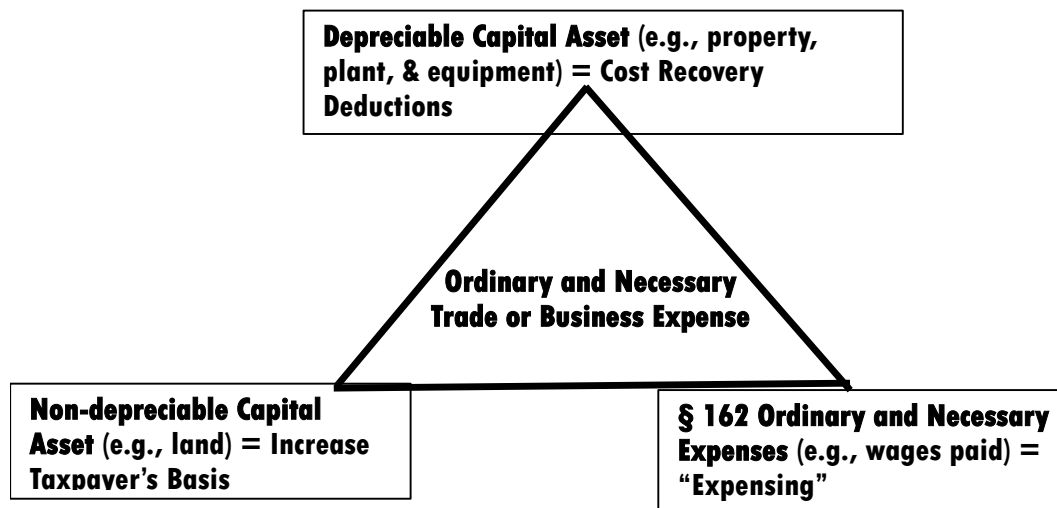 Depreciable Capital Asset (e.g., property,
plant, & equipment) = Cost Recovery
Deductions
Ordinary and Necessary
Trade or Business Expense
Non-depreciable Capital
Asset (e.g., land) = Increase
Taxpayer’s Basis
§ 162 Ordinary and Necessary
Expenses (e.g., wages paid) =
“Expensing”